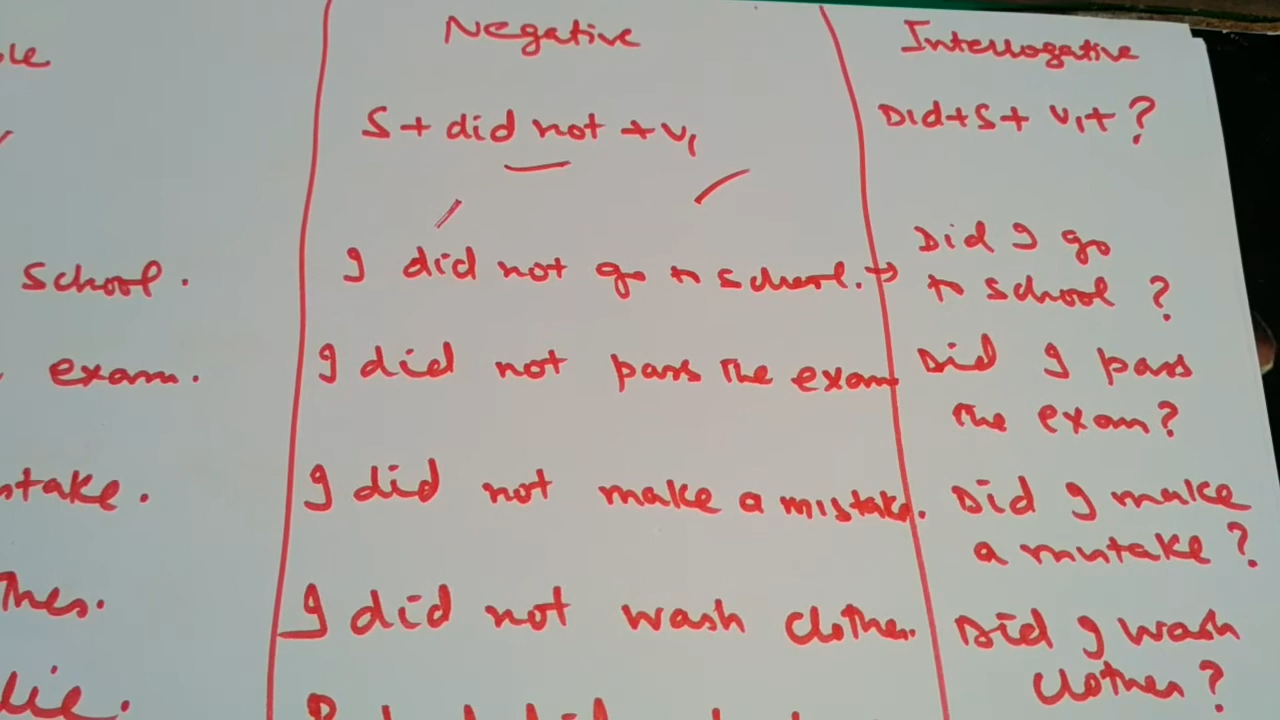 Negative
Interrogative
S + did not + V1
Did + S + V1 + ?
school.
I did not go to school. →
Did I go
to school ?
exam.
I did not pass the exam
Did I pass
the exam?
I did not make a mistake.
Did I make
a mistake?
I did not wash clothes.
Did I wash
clothes?
lie.